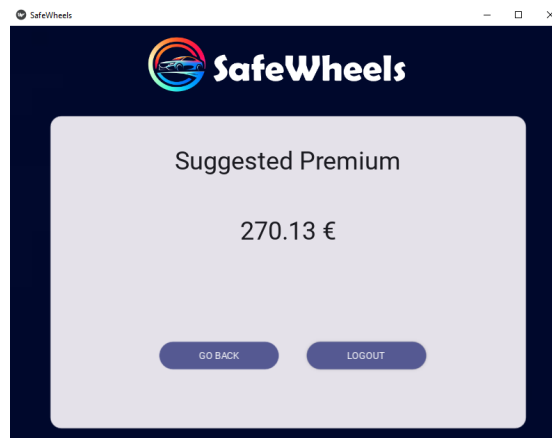 SafeWheels
SafeWheels
Suggested Premium
270.13 €
GO BACK
LOGOUT